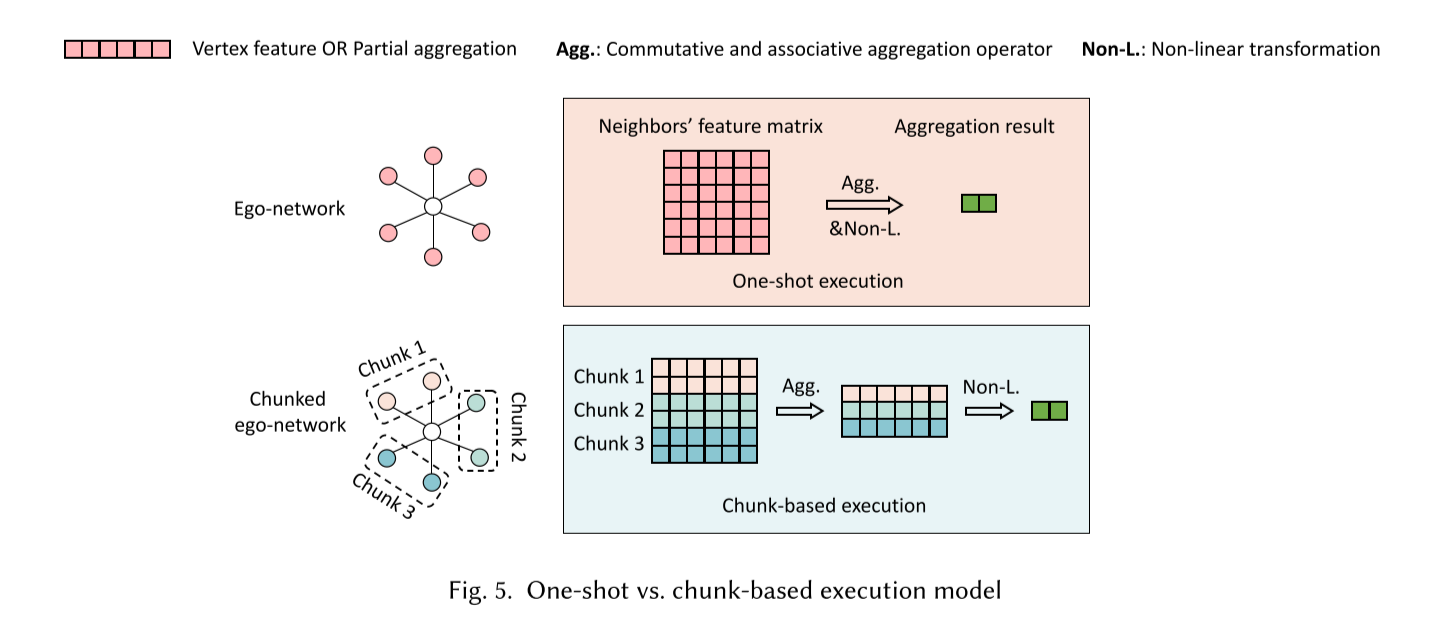 Vertex feature OR Partial aggregation Agg.: Commutative and associative aggregation operator Non-L.: Non-linear transformation
Neighbors’ feature matrix
Aggregation result
Ego-network
Agg.
&Non-L.
One-shot execution
Chunk 1
Chunk 2
Chunk 3
Chunked
ego-network
Chunk 1
Chunk 2
Chunk 3
Agg.
Non-L.
Chunk-based execution
Fig. 5. One-shot vs. chunk-based execution model